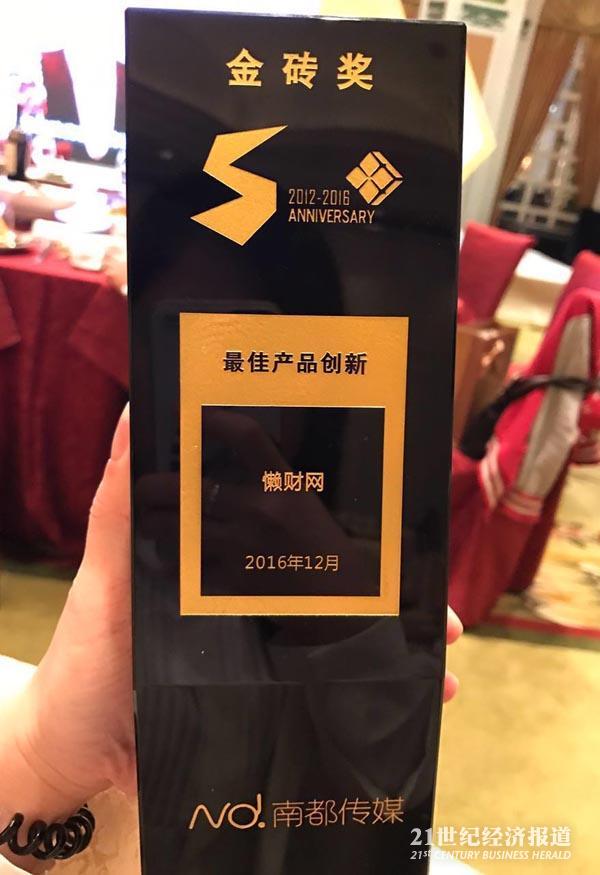 金砖奖
5
2012-2016
ANNIVERSARY
最佳产品创新
懒财网
2016年12月
Nd.南都传媒
21世纪经济报道
21ST CENTURY BUSINESS HERALD